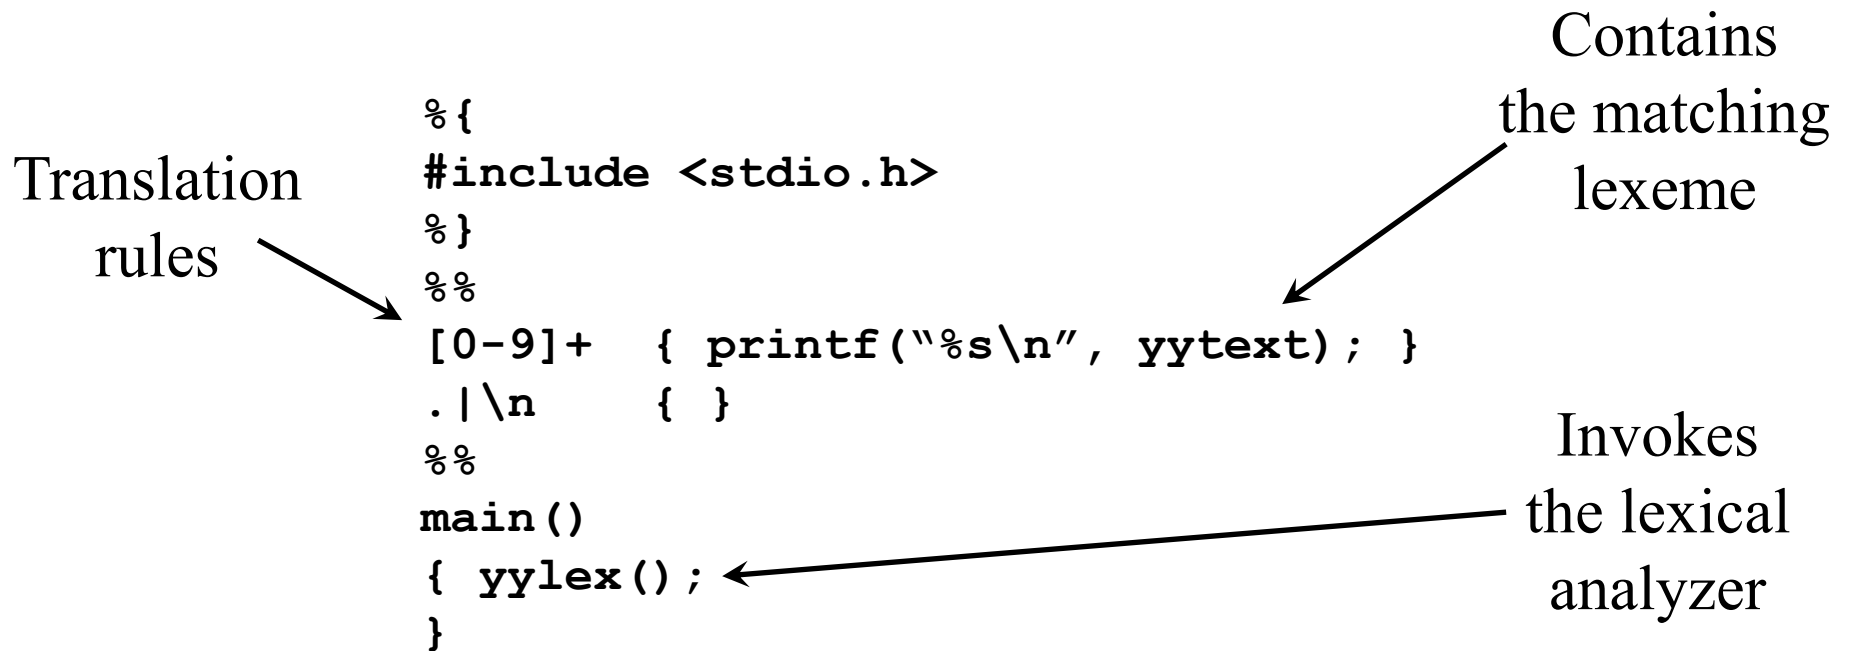 Translation
rules
%{
#include <stdio.h>
%}
%%
[0-9]+  { printf(“%s\n”, yytext); }
.|\n    { }
%%
main()
{ yylex();
}
Contains
the matching
lexeme
Invokes
the lexical
analyzer